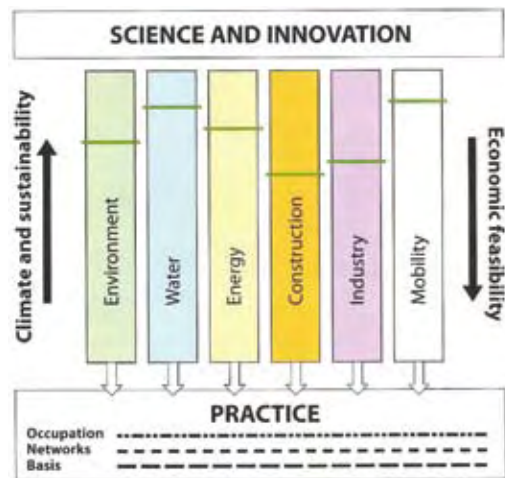 SCIENCE AND INNOVATION
Climate and sustainability
Environment
Water
Energy
Construction
Industry
Mobility
Economic feasibility
PRACTICE
Occupation
Networks
Basis